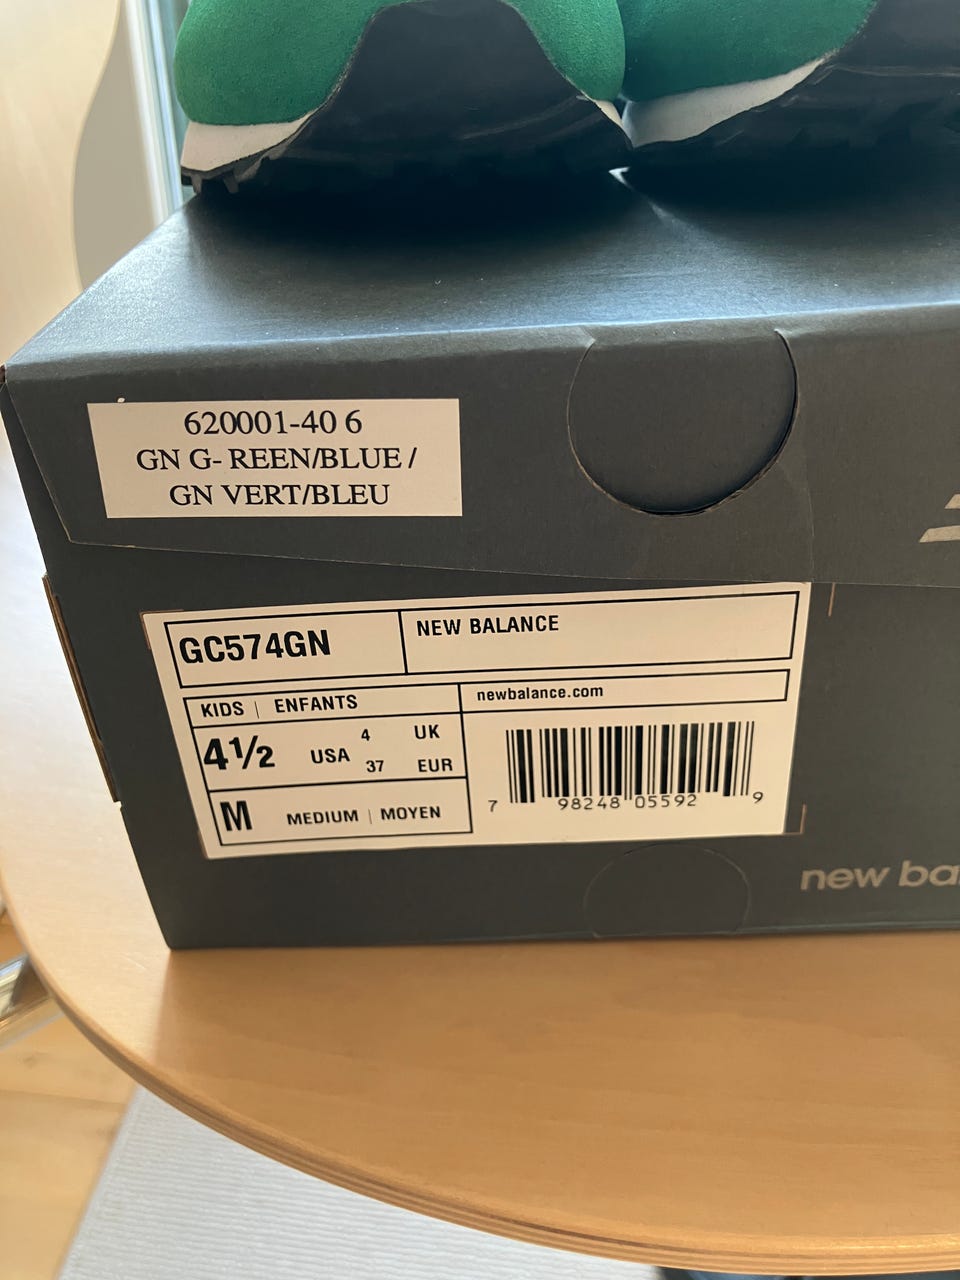 620001-40 6
GN G- REEN/BLUE /
GN VERT/BLEU
GC574GN
NEW BALANCE
KIDS | ENFANTS
newbalance.com
4½ USA 4 UK
37 EUR
M MEDIUM | MOYEN
7 98248 05592 9
new ba